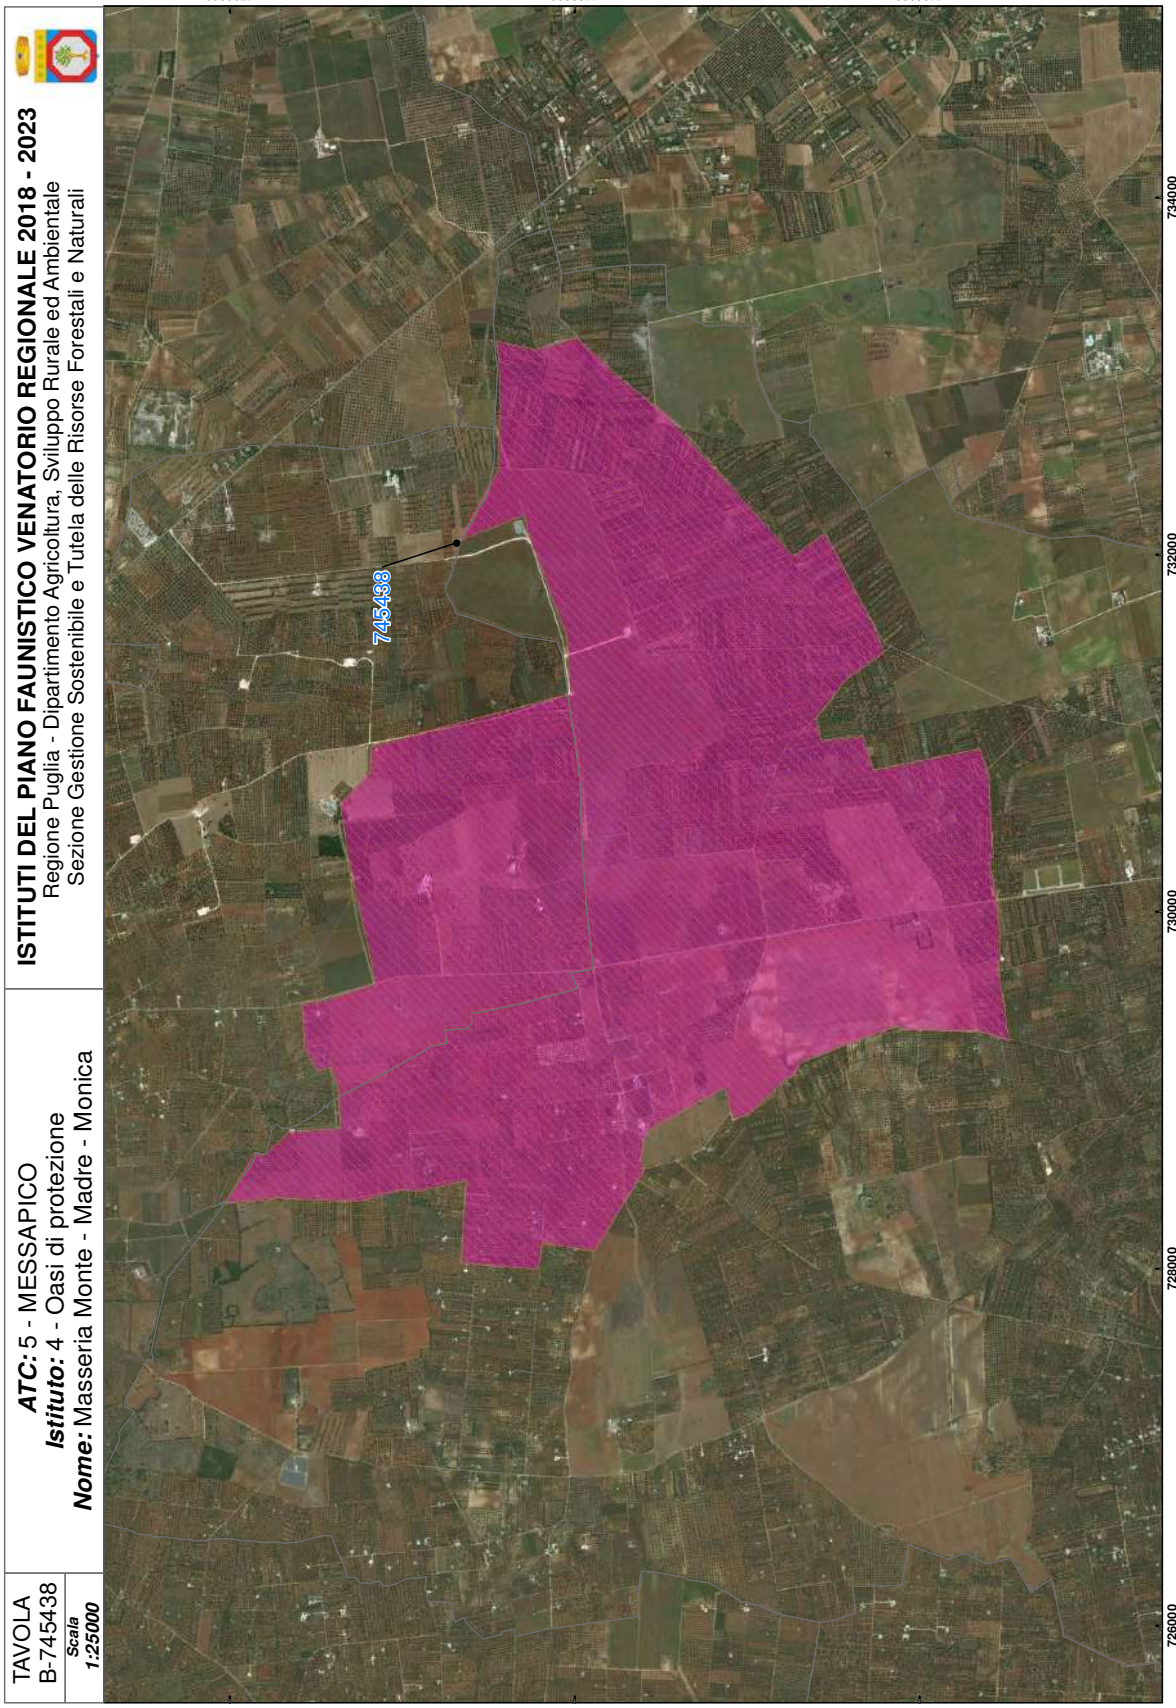 TAVOLA
B-745438
Scala
1:25000
ATC: 5 - MESSAPICO
Istituto: 4 - Oasi di protezione
Nome: Masseria Monte - Madre - Monica
ISTITUTI DEL PIANO FAUNISTICO VENATORIO REGIONALE 2018 - 2023
Regione Puglia - Dipartimento Agricoltura, Sviluppo Rurale ed Ambientale
Sezione Gestione Sostenibile e Tutela delle Risorse Forestali e Naturali
745438
726000
728000
730000
732000
734000